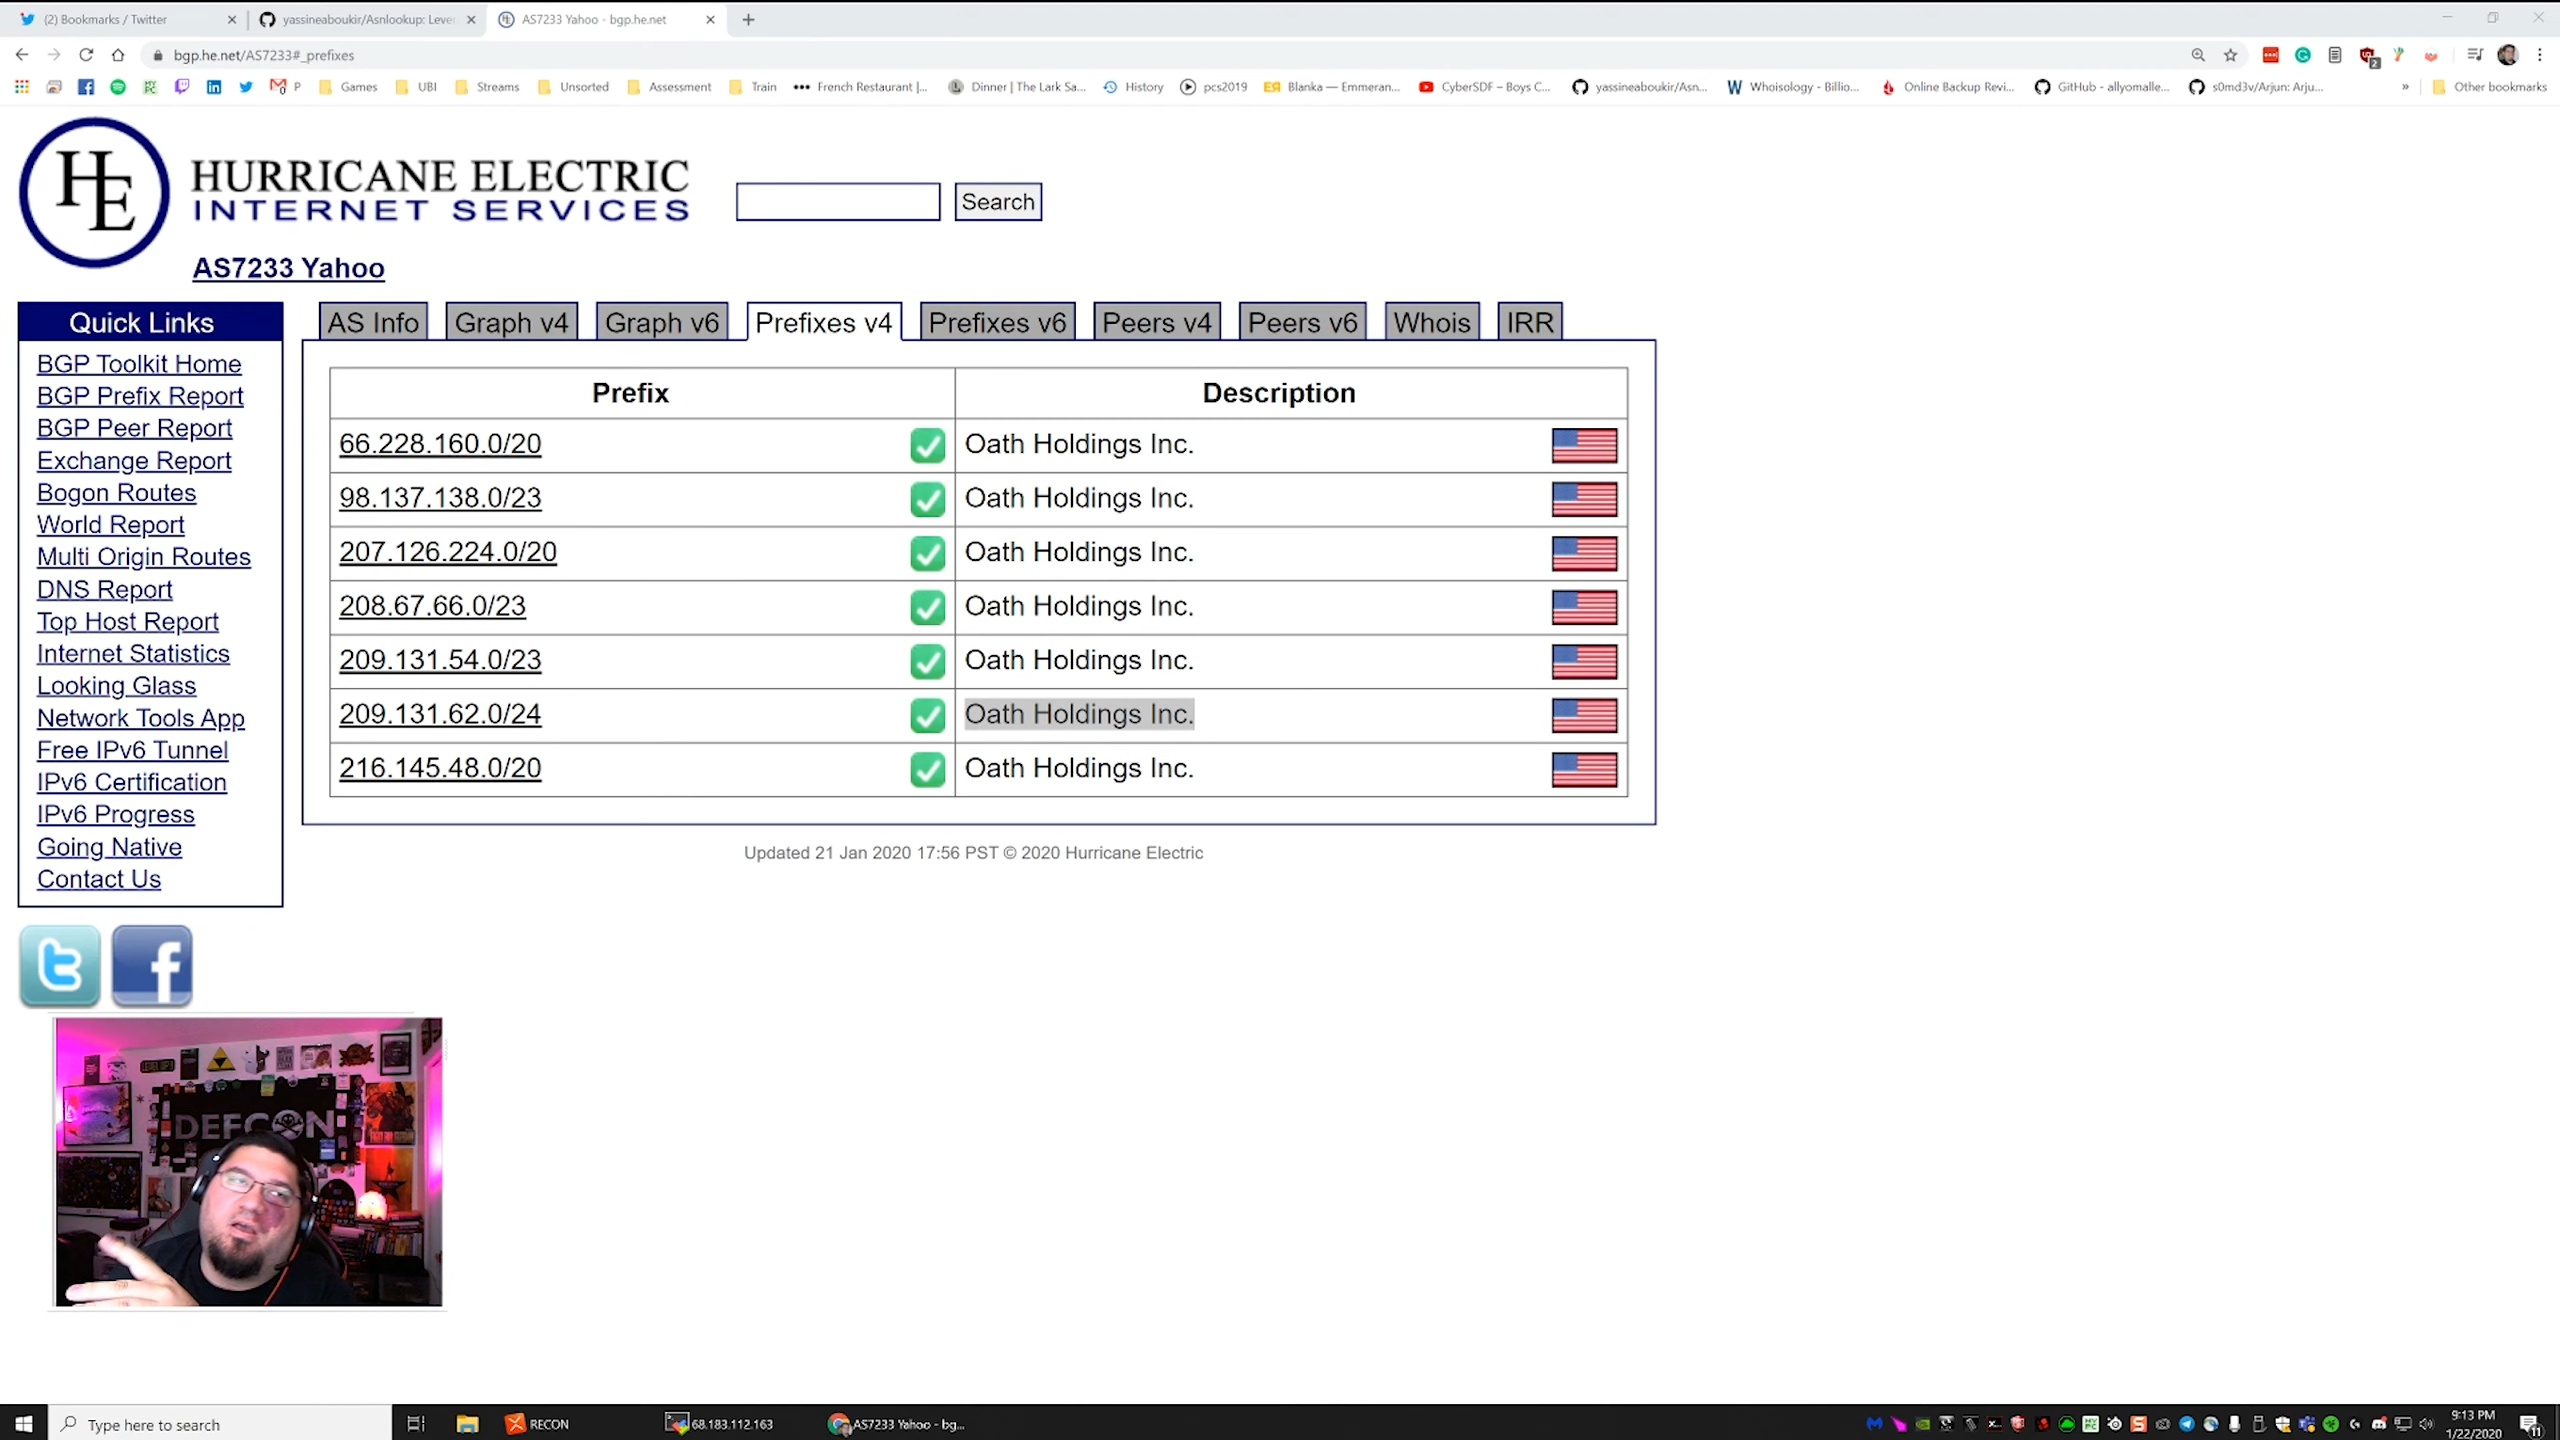 (2) Bookmarks / Twitter
yassineaboukir/Asnlookup: Lever
AS7233 Yahoo - bgp.he.net
bgp.he.net/AS7233#_prefixes
P
Games
UBI
Streams
Unsorted
Assessment
Train
French Restaurant |...
Dinner | The Lark Sa...
History
pcs2019
Blanka — Emmeran...
CyberSDF – Boys C...
yassineaboukir/Asn...
Whoisology - Billio...
Online Backup Revi...
GitHub - allyomalle...
s0md3v/Arjun: Arju...
»
Other bookmarks
HE
HURRICANE ELECTRIC
INTERNET SERVICES
Search
AS7233 Yahoo
Quick Links
BGP Toolkit Home
BGP Prefix Report
BGP Peer Report
Exchange Report
Bogon Routes
World Report
Multi Origin Routes
DNS Report
Top Host Report
Internet Statistics
Looking Glass
Network Tools App
Free IPv6 Tunnel
IPv6 Certification
IPv6 Progress
Going Native
Contact Us
AS Info Graph v4 Graph v6 Prefixes v4 Prefixes v6 Peers v4 Peers v6 Whois IRR
Prefix Description
66.228.160.0/20 Oath Holdings Inc.
98.137.138.0/23 Oath Holdings Inc.
207.126.224.0/20 Oath Holdings Inc.
208.67.66.0/23 Oath Holdings Inc.
209.131.54.0/23 Oath Holdings Inc.
209.131.62.0/24 Oath Holdings Inc.
216.145.48.0/20 Oath Holdings Inc.
Updated 21 Jan 2020 17:56 PST © 2020 Hurricane Electric
DEFCON
Type here to search
RECON
68.183.112.163
AS7233 Yahoo - bg...
9:13 PM
1/22/2020